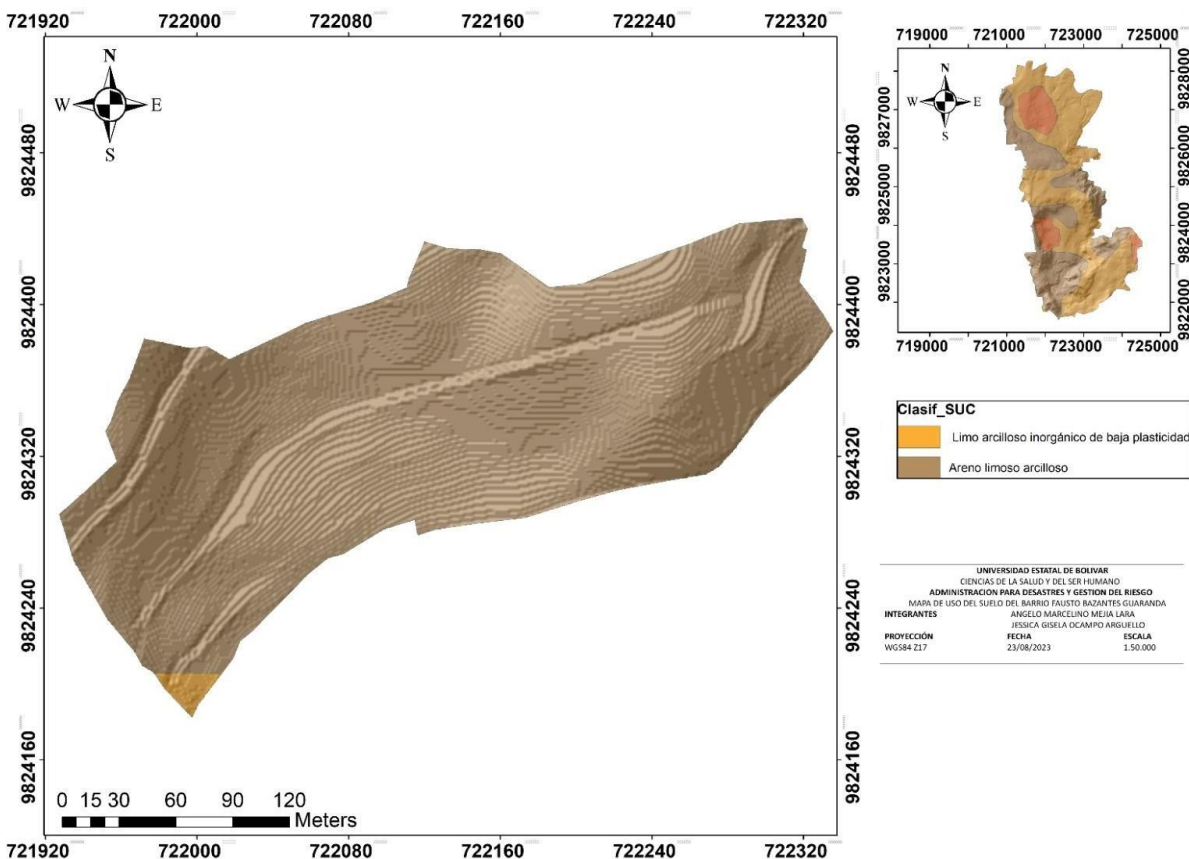 721920 722000 722080 722160 722240 722320
N
W E
S
9824480 9824400 9824320 9824240 9824160
9824480 9824400 9824320 9824240 9824160
0 15 30 60 90 120
Meters
721920 722000 722080 722160 722240 722320
719000 721000 723000 725000
N
W E
S
9827000 9825000 9823000
9828000 9826000 9824000 9822000
719000 721000 723000 725000
Clasif_SUC
Limo arcilloso inorgánico de baja plasticidad
Areno limoso arcilloso
UNIVERSIDAD ESTATAL DE BOLIVAR
CIENCIAS DE LA SALUD Y DEL SER HUMANO
ADMINISTRACION PARA DESASTRES Y GESTION DEL RIESGO
MAPA DE USO DEL SUELO DEL BARRIO FAUSTO BAZANTES GUARANDA
INTEGRANTES ANGELO MARCELINO MEJIA LARA
JESSICA GISELA OCAMPO ARGUELLO
PROYECCIÓN FECHA ESCALA
WGS84 Z17 23/08/2023 1.50.000